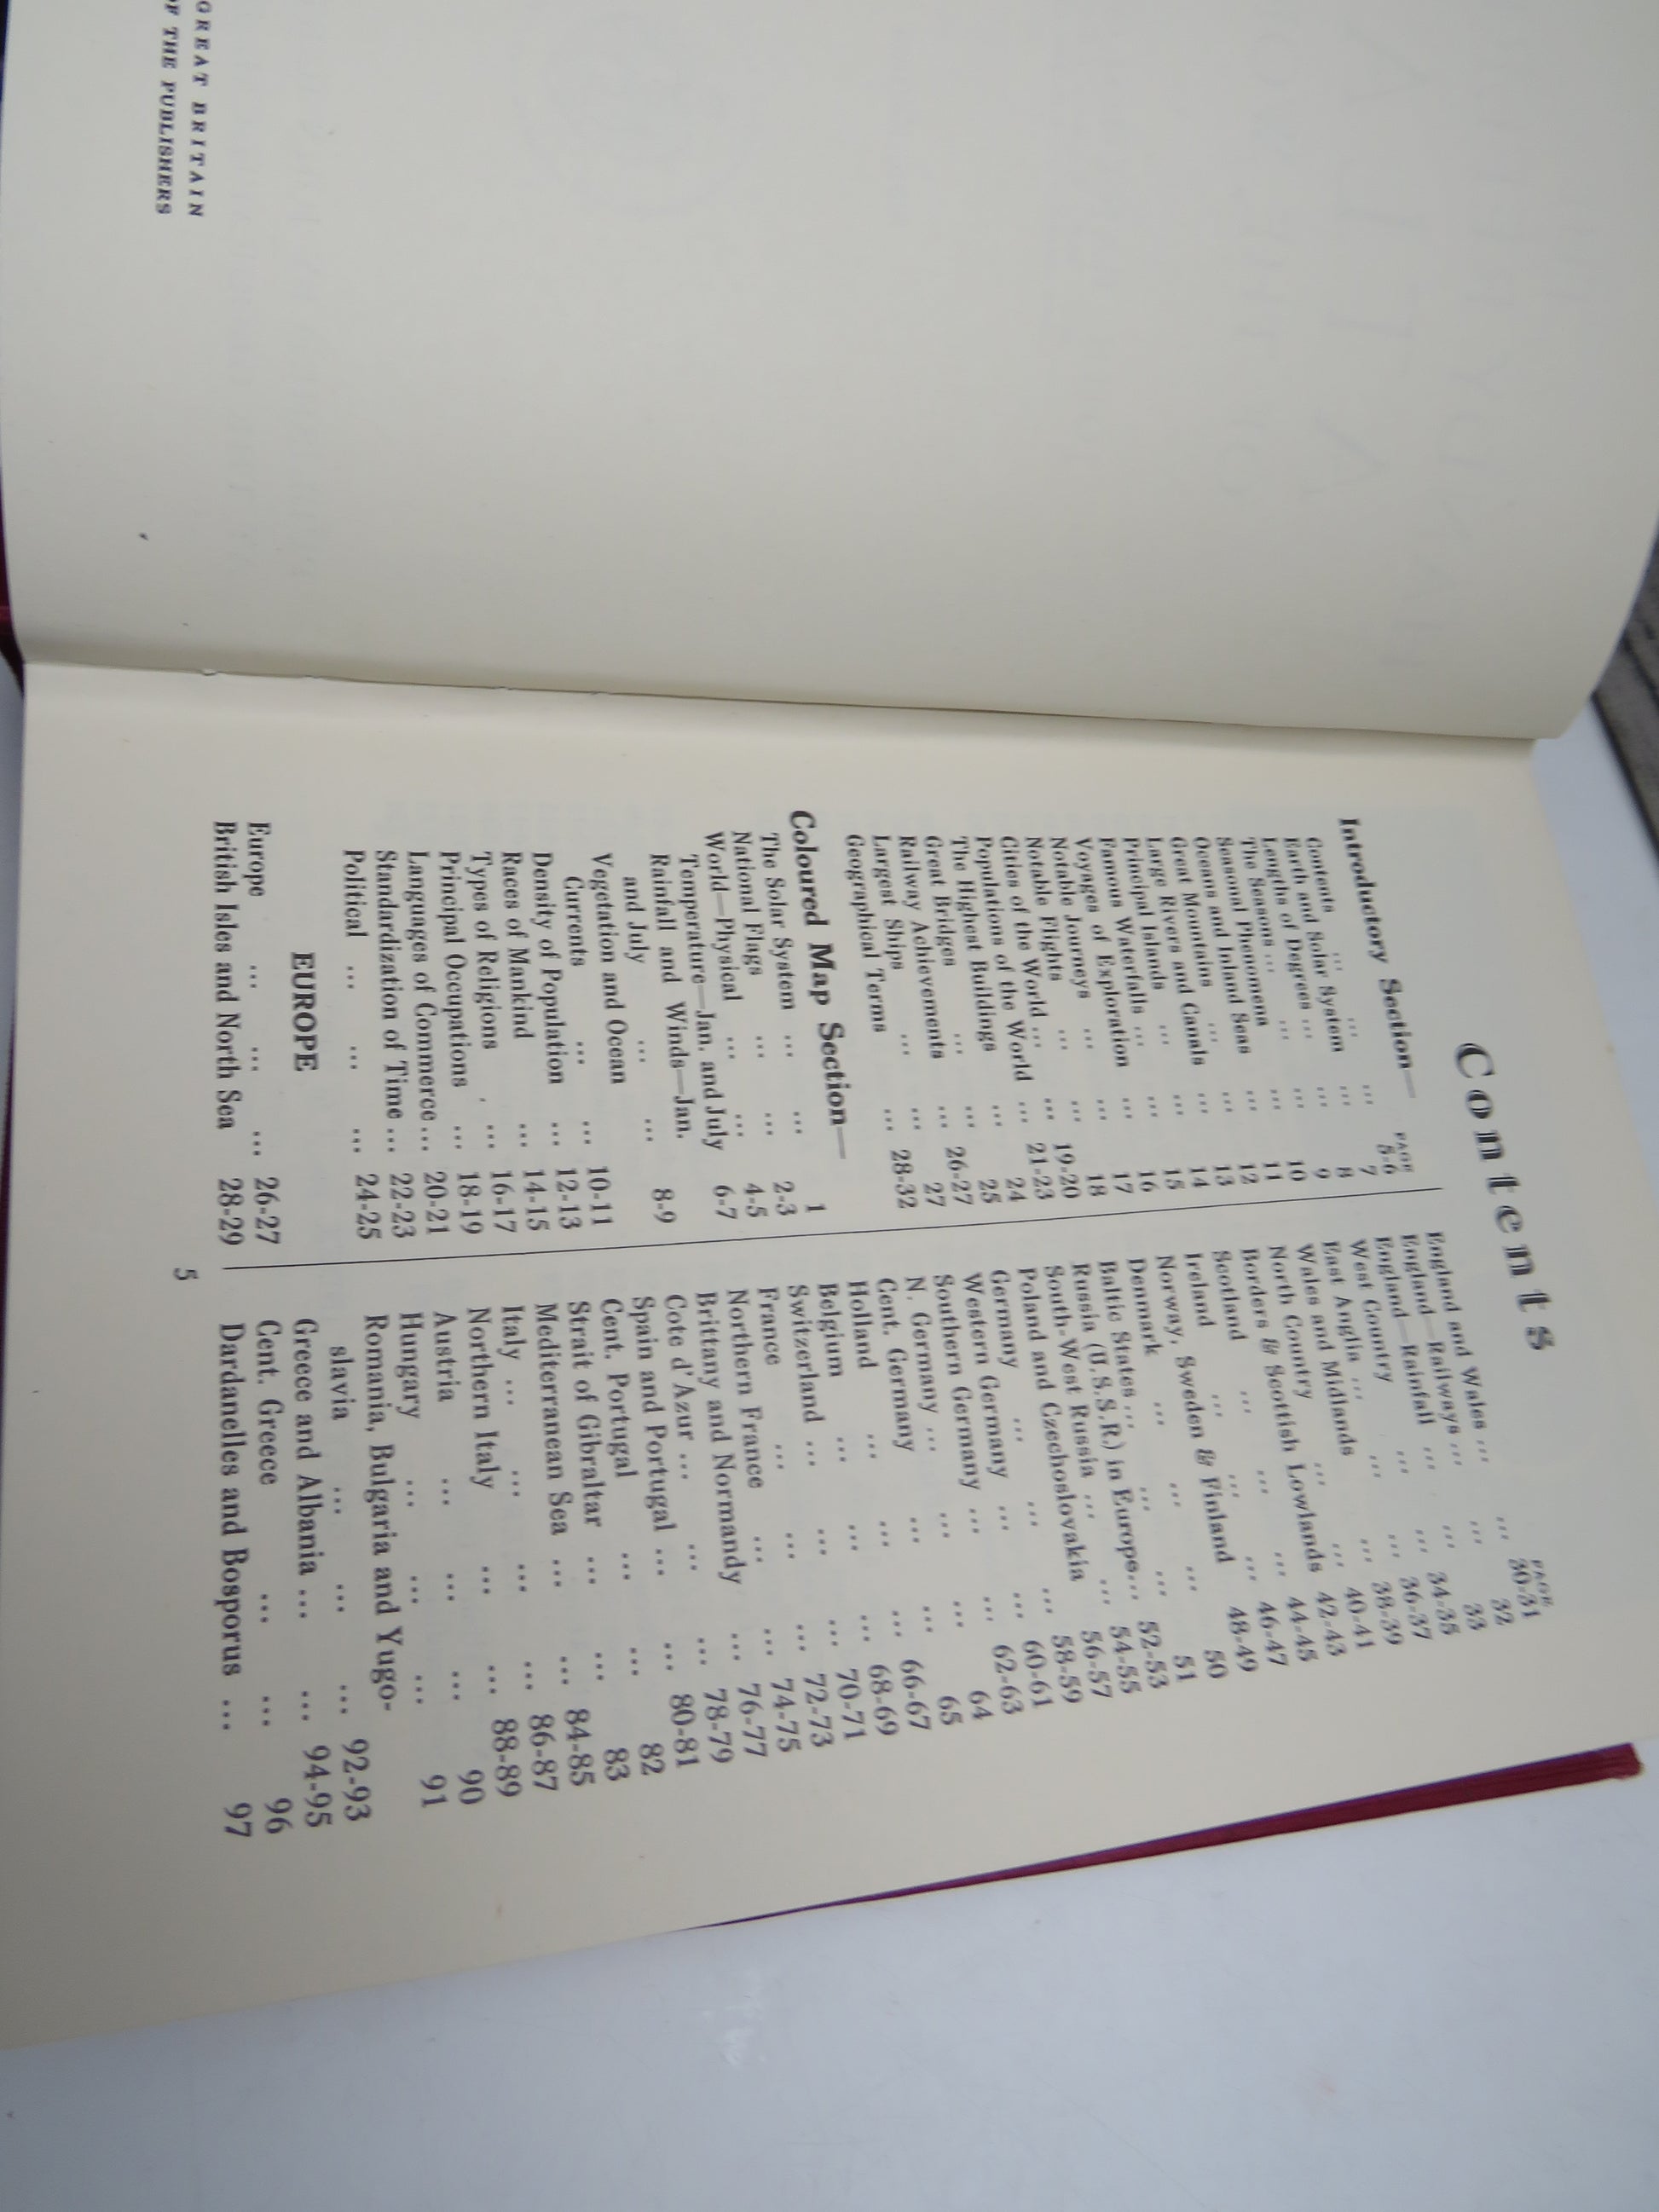 GREAT BRITAIN
OF THE PUBLISHERS
Contents
Introductory Section—
PAGE
Contents ... ... ... 5-6
Earth and Solar System ... 7
Lengths of Degrees ... ... 8
The Seasons ... ... ... 9
Seasonal Phenomena ... 10
Oceans and Inland Seas ... 11
Great Mountains ... ... 12
Large Rivers and Canals ... 13
Principal Islands ... ... 14
Famous Waterfalls ... ... 15
Voyages of Exploration ... 16
Notable Journeys ... ... 17
Notable Flights ... ... 18
Cities of the World ... ... 19-20
Populations of the World ... 21-23
The Highest Buildings ... 24
Great Bridges ... ... 25
Railway Achievements ... 26-27
Largest Ships ... ... 27
Geographical Terms ... 28-32
Coloured Map Section—
The Solar System ... ... 1
National Flags ... ... 2-3
World—Physical ... ... 4-5
Temperature—Jan. and July 6-7
Rainfall and Winds—Jan.
and July ... ... 8-9
Vegetation and Ocean
Currents ... ... 10-11
Density of Population ... 12-13
Races of Mankind ... 14-15
Types of Religions ... 16-17
Principal Occupations ... 18-19
Languages of Commerce ... 20-21
Standardization of Time ... 22-23
Political ... ... ... 24-25
EUROPE
Europe ... ... ... 26-27
British Isles and North Sea 28-29
PAGE
England and Wales ... ... 30-31
England—Railways ... ... 32
England—Rainfall ... ... 33
West Country ... ... 34-35
East Anglia ... ... ... 36-37
Wales and Midlands ... 38-39
North Country ... ... 40-41
Borders & Scottish Lowlands 42-43
Scotland ... ... ... 44-45
Ireland ... ... ... 46-47
Norway, Sweden & Finland 48-49
Denmark ... ... ... 50
Baltic States ... ... ... 51
Russia (U.S.S.R.) in Europe... 52-53
South-West Russia ... ... 54-55
Poland and Czechoslovakia 56-57
Germany ... ... ... 58-59
Western Germany ... ... 60-61
Southern Germany ... ... 62-63
N. Germany ... ... ... 64
Cent. Germany ... ... 65
Holland ... ... ... 66-67
Belgium ... ... ... 68-69
Switzerland ... ... ... 70-71
France ... ... ... 72-73
Northern France ... ... 74-75
Brittany and Normandy ... 76-77
Cote d'Azur ... ... ... 78-79
Spain and Portugal ... ... 80-81
Cent. Portugal ... ... 82
Strait of Gibraltar ... ... 83
Mediterranean Sea ... ... 84-85
Italy ... ... ... ... 86-87
Northern Italy ... ... 88-89
Austria ... ... ... 90
Hungary ... ... ... 91
Romania, Bulgaria and Yugo-
slavia ... ... ... 92-93
Greece and Albania ... ... 94-95
Cent. Greece ... ... 96
Dardanelles and Bosporus ... 97
5